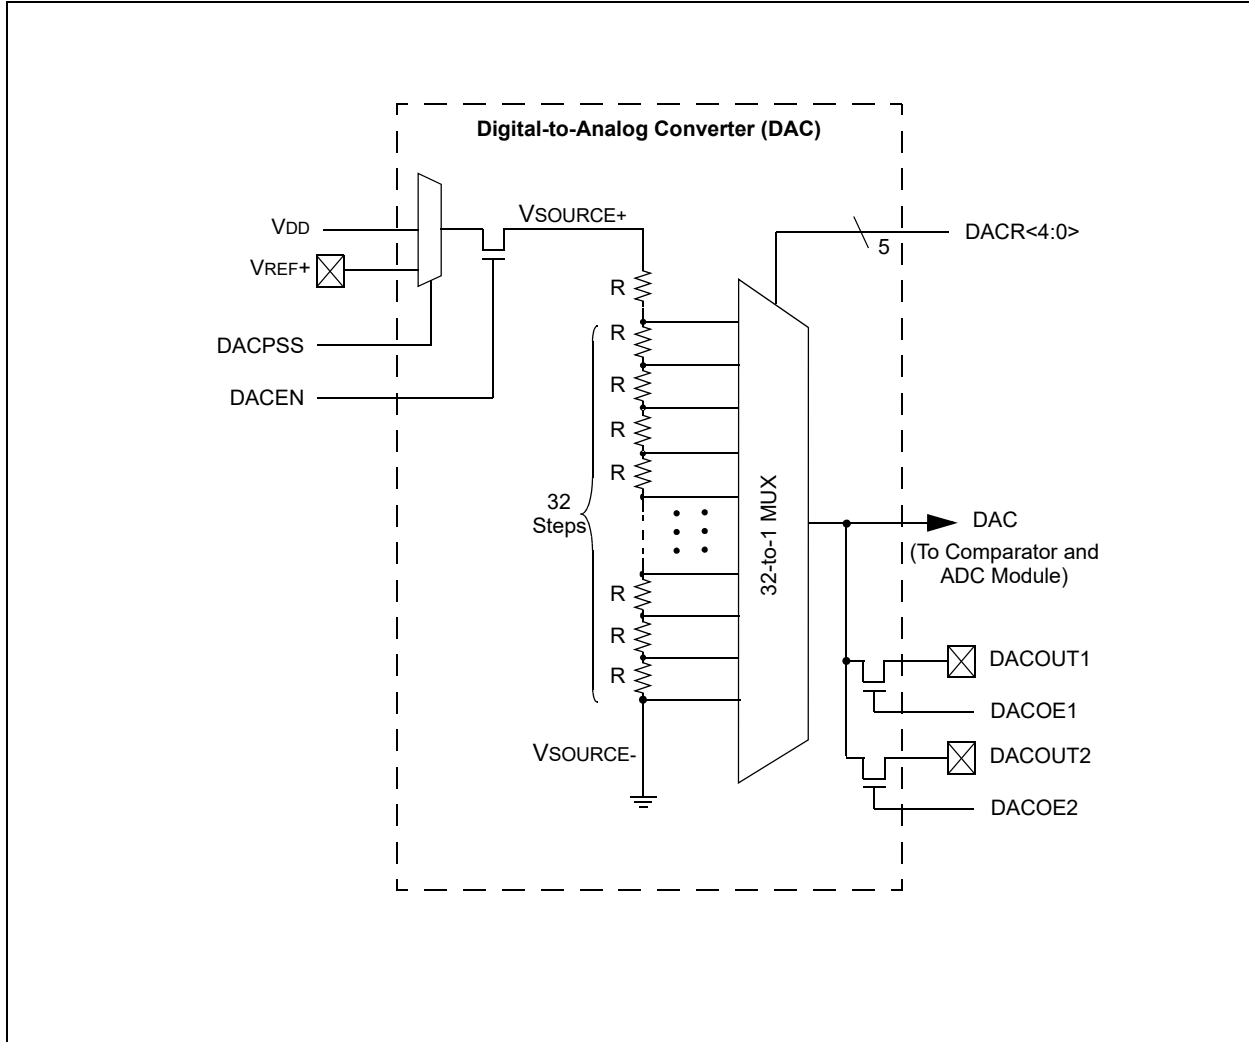 Digital-to-Analog Converter (DAC)
VDD
VSOURCE+
DACR<4:0>
5
VREF+
R
R
DACPSS
R
DACEN
R
R
32
Steps
32-to-1 MUX
DAC
(To Comparator and
ADC Module)
R
R
R
DACOUT1
DACOE1
VSOURCE-
DACOUT2
DACOE2